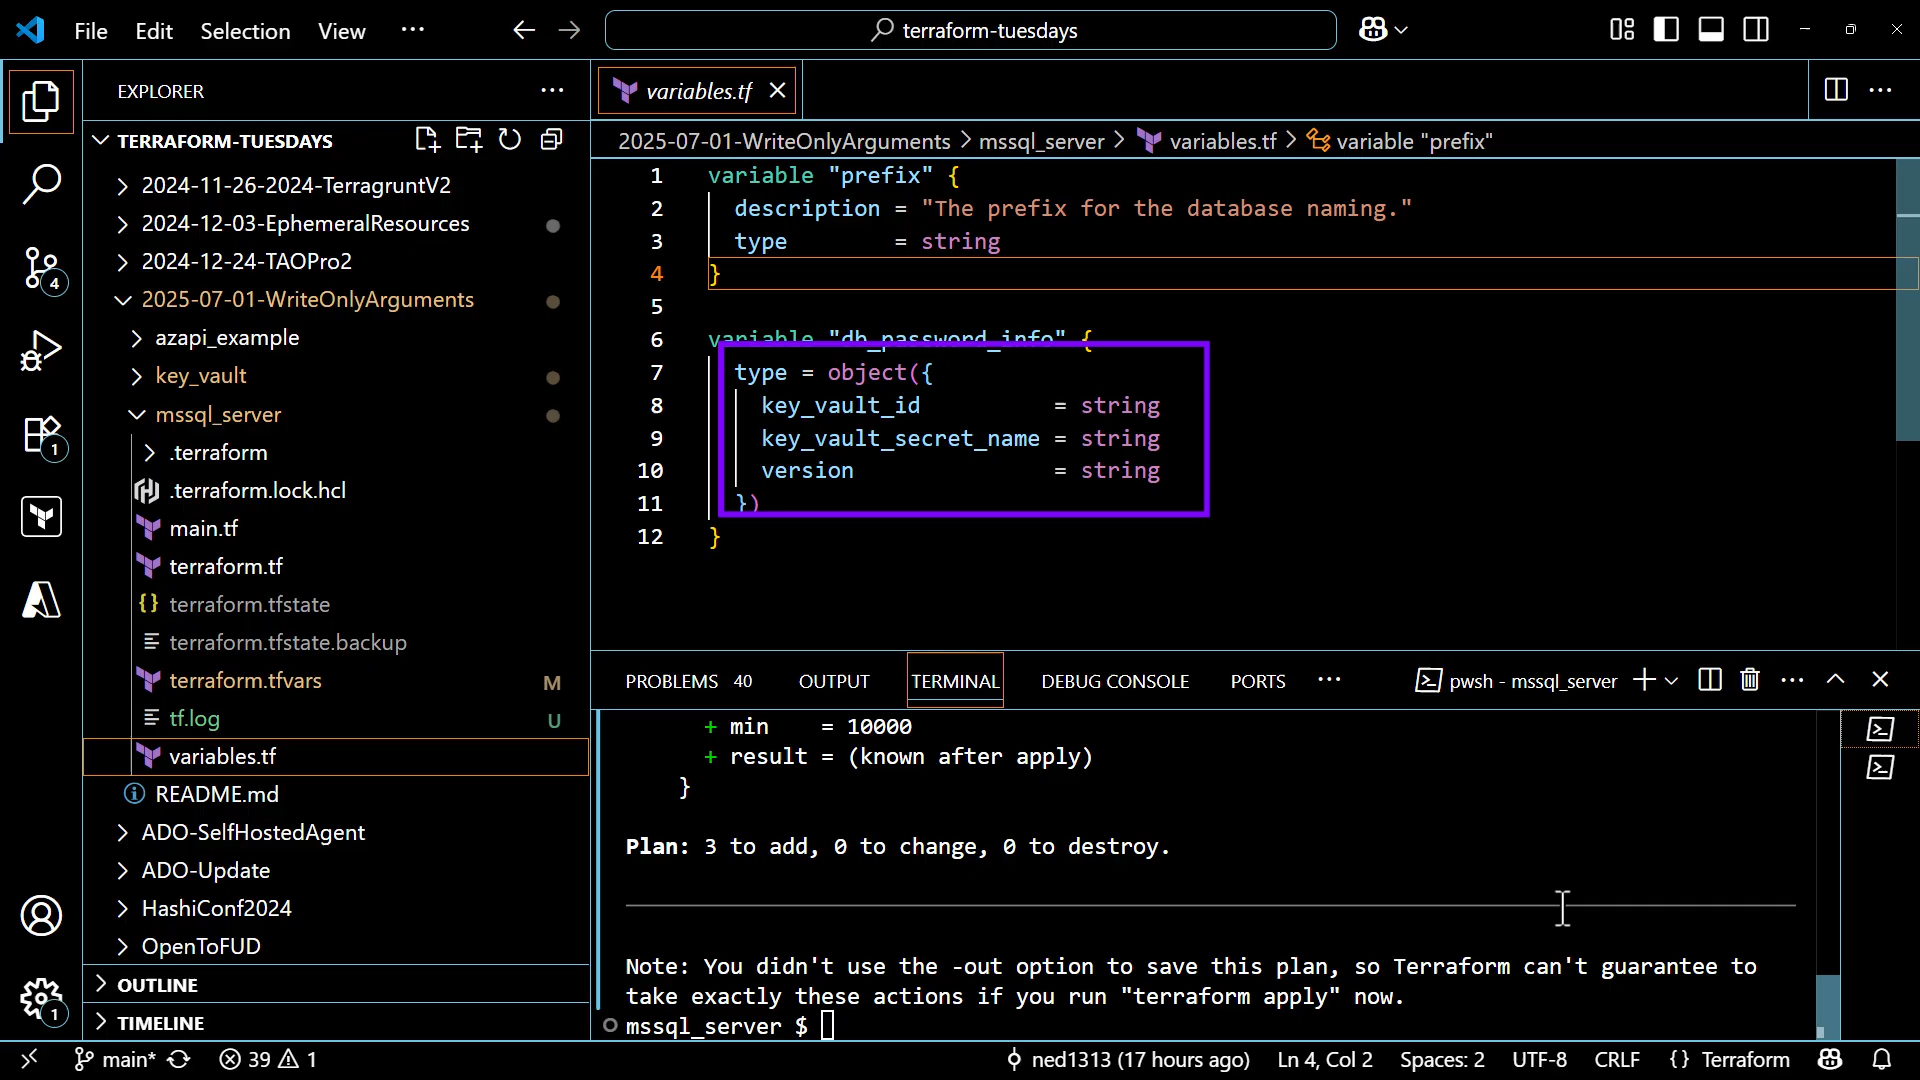 File Edit Selection View ···
terraform-tuesdays
EXPLORER ···
TERRAFORM-TUESDAYS
2024-11-26-2024-TerragruntV2
2024-12-03-EphemeralResources
2024-12-24-TAOPro2
2025-07-01-WriteOnlyArguments
azapi_example
key_vault
mssql_server
.terraform
.terraform.lock.hcl
main.tf
terraform.tf
{} terraform.tfstate
terraform.tfstate.backup
terraform.tfvars M
tf.log U
variables.tf
README.md
ADO-SelfHostedAgent
ADO-Update
HashiConf2024
OpenToFUD
OUTLINE
TIMELINE
4
1
1
variables.tf
2025-07-01-WriteOnlyArguments > mssql_server > variables.tf > variable "prefix"
1 variable "prefix" {
2 description = "The prefix for the database naming."
3 type = string
4 }
5
6 variable "db_password_info" {
7 type = object({
8 key_vault_id = string
9 key_vault_secret_name = string
10 version = string
11 })
12 }
PROBLEMS 40 OUTPUT TERMINAL DEBUG CONSOLE PORTS ··· pwsh - mssql_server
+ min = 10000
+ result = (known after apply)
}
Plan: 3 to add, 0 to change, 0 to destroy.
Note: You didn't use the -out option to save this plan, so Terraform can't guarantee to
take exactly these actions if you run "terraform apply" now.
mssql_server $
main* 39 1 ned1313 (17 hours ago) Ln 4, Col 2 Spaces: 2 UTF-8 CRLF {} Terraform